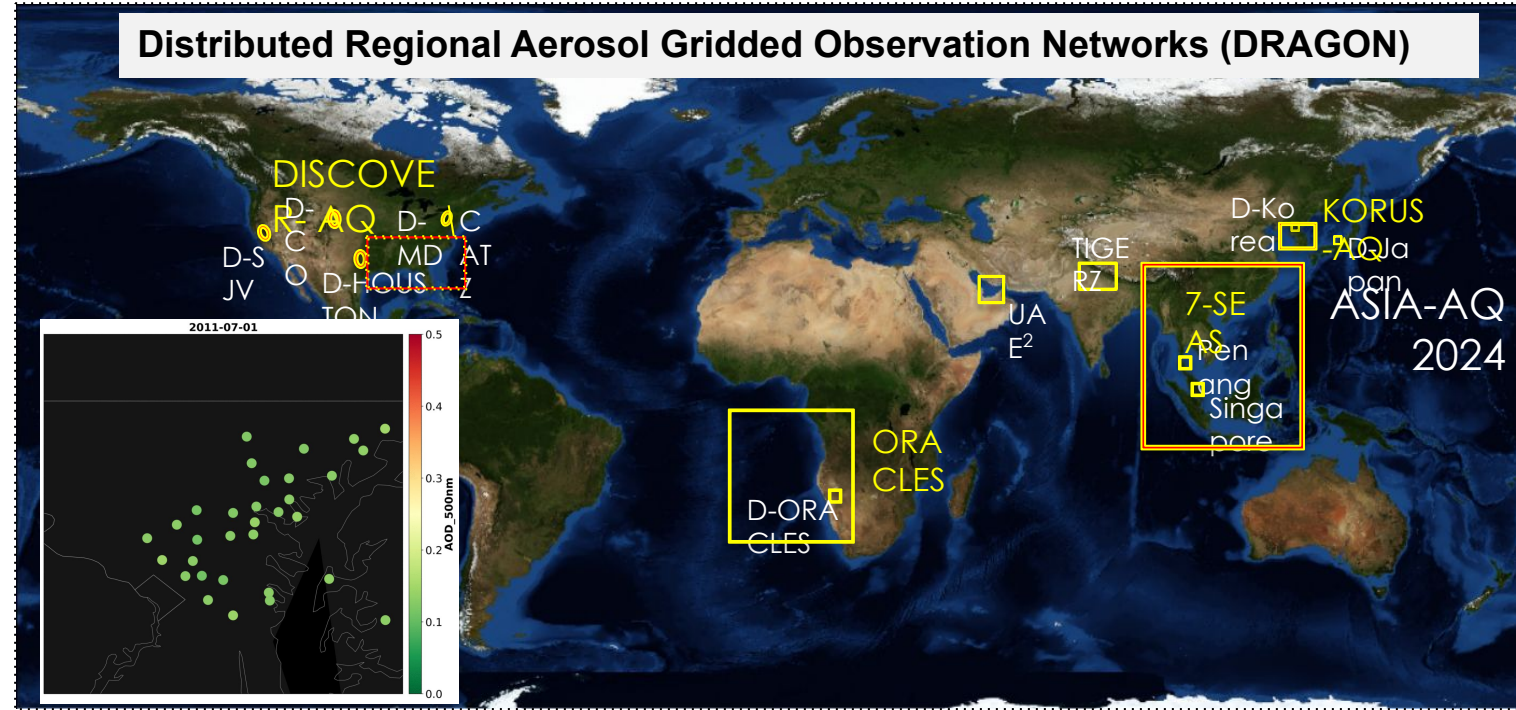 Distributed Regional Aerosol Gridded Observation Networks (DRAGON)
DISCOVE
R- AQ
D-
C
O
D-
MD
C
AT
Z
D-S
JV
D-HOUS
TON
D-Ko
rea
KORUS
-AQ
D-Ja
pan
TIGE
RZ
UA
E²
7-SE
AS
Pen
ang
Singa
pore
ASIA-AQ
2024
ORA
CLES
D-ORA
CLES
2011-07-01
0.5
0.4
0.3
0.2
0.1
0.0
AOD_500nm